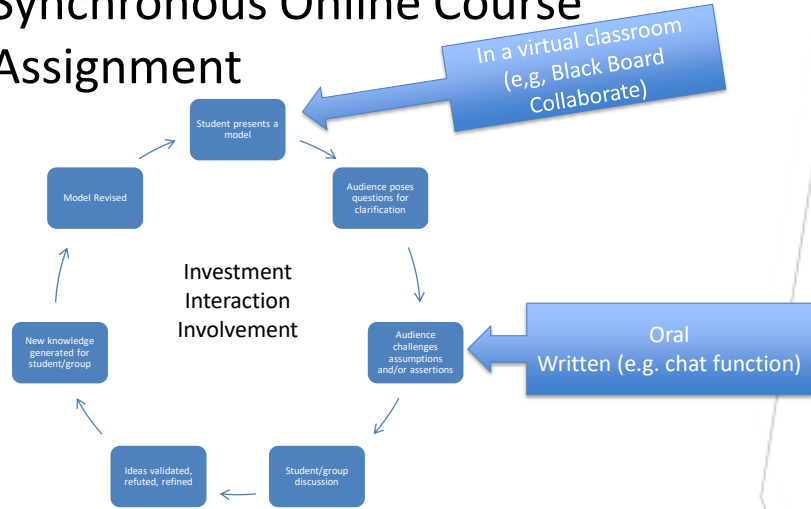 Synchronous Online Course
Assignment
In a virtual classroom
(e,g, Black Board
Collaborate)
Student presents a
model
Audience poses
questions for
clarification
Audience
challenges
assumptions
and/or assertions
Oral
Written (e.g. chat function)
Student/group
discussion
Ideas validated,
refuted, refined
New knowledge
generated for
student/group
Model Revised
Investment
Interaction
Involvement